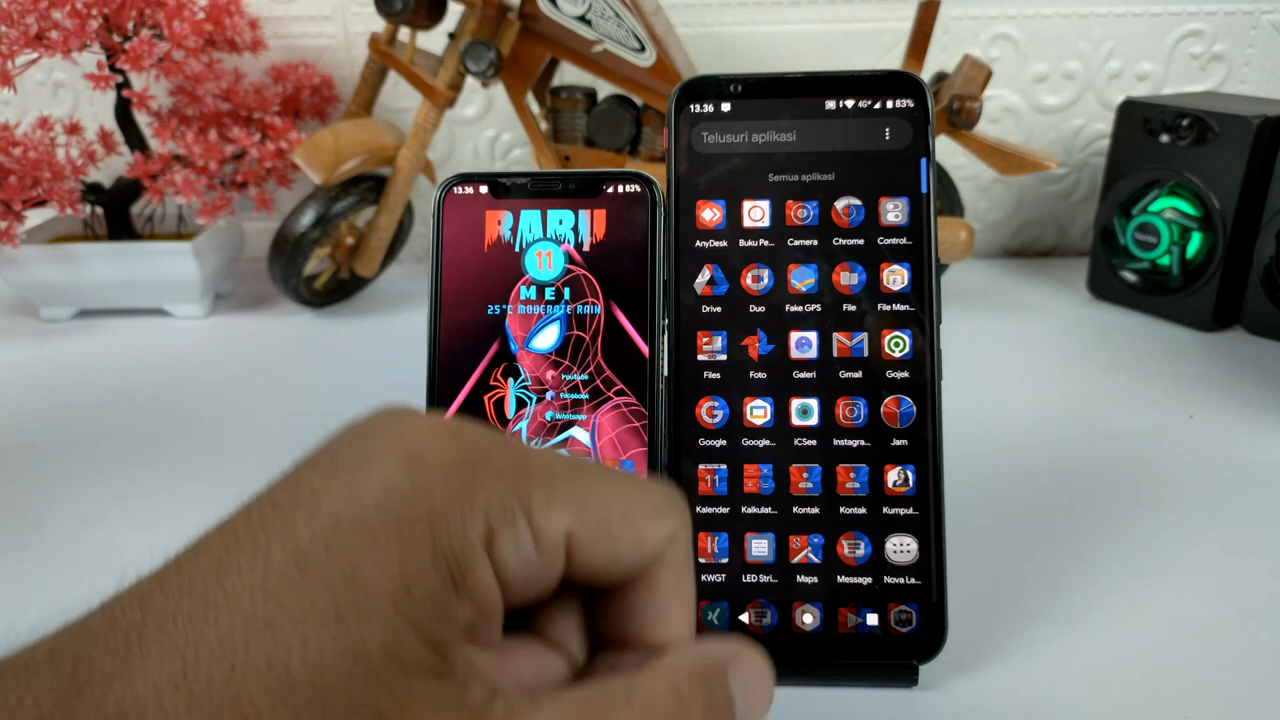 13.36
83%
RABU
11
MEI
25°C MODERATE RAIN
Youtube
Facebook
Whatsapp
13.36
4G+ 83%
Telusuri aplikasi
Semua aplikasi
AnyDesk Buku Pe... Camera Chrome Control...
Drive Duo Fake GPS File File Man...
Files Foto Galeri Gmail Gojek
Google Google... iCSee Instagra... Jam
11
Kalender Kalkulat... Kontak Kontak Kumpul...
KWGT LED Stri... Maps Message Nova La...